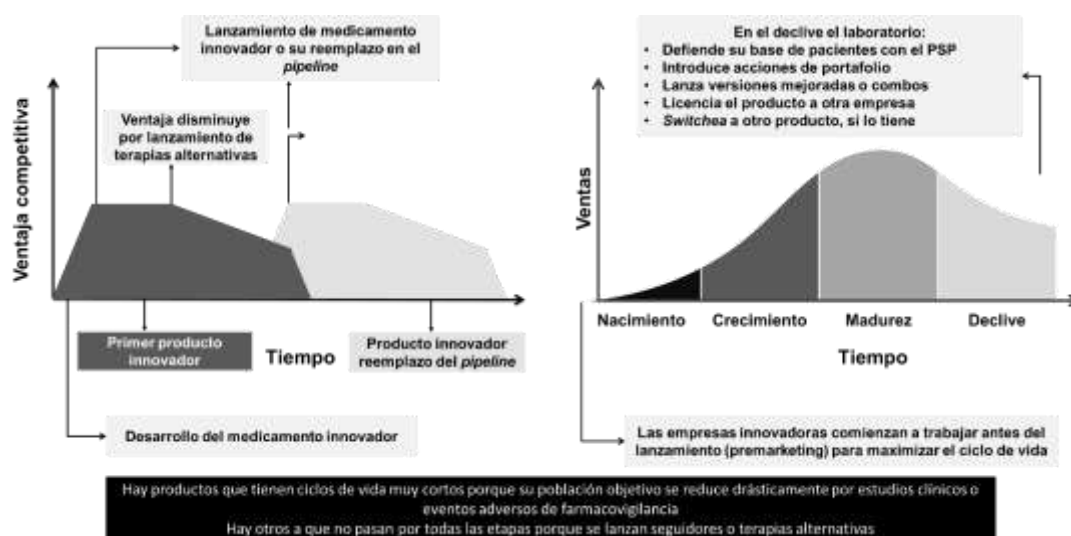 Lanzamiento de medicamento
innovador o su reemplazo en el
pipeline
Ventaja disminuye
por lanzamiento de
terapias alternativas
Ventaja competitiva
Primer producto
innovador
Tiempo
Producto innovador
reemplazo del pipeline
Desarrollo del medicamento innovador
En el declive el laboratorio:
• Defiende su base de pacientes con el PSP
• Introduce acciones de portafolio
• Lanza versiones mejoradas o combos
• Licencia el producto a otra empresa
• Switchea a otro producto, si lo tiene
Ventas
Nacimiento
Crecimiento
Madurez
Declive
Tiempo
Las empresas innovadoras comienzan a trabajar antes del
lanzamiento (premarketing) para maximizar el ciclo de vida
Hay productos que tienen ciclos de vida muy cortos porque su población objetivo se reduce drásticamente por estudios clínicos o
eventos adversos de farmacovigilancia
Hay otros a que no pasan por todas las etapas porque se lanzan seguidores o terapias alternativas